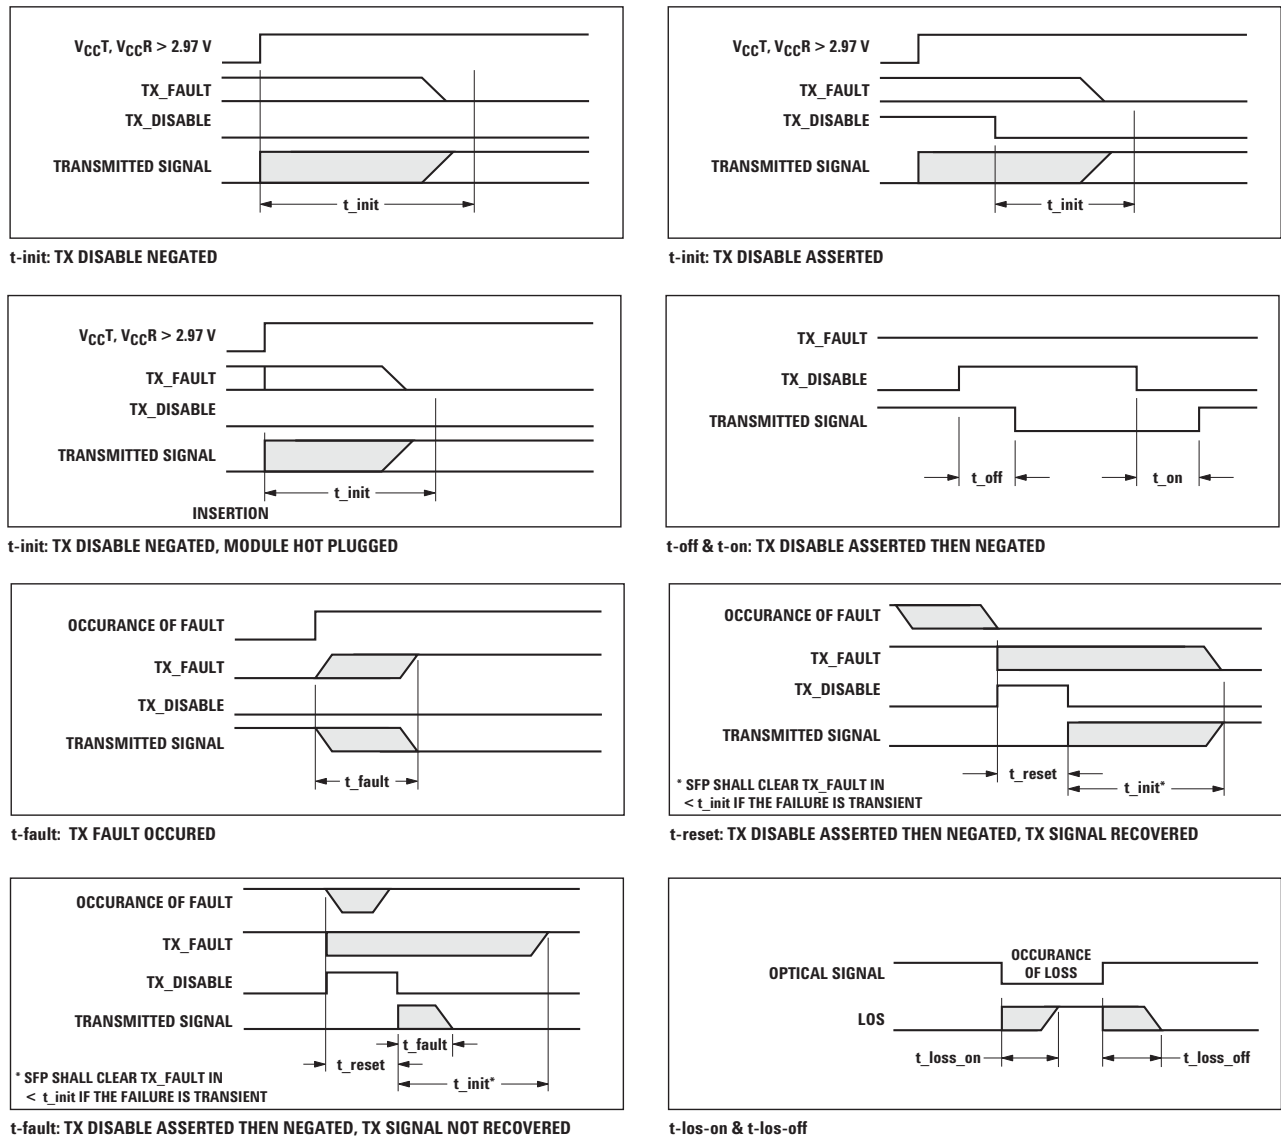 VCCT, VCCR > 2.97 V
TX_FAULT
TX_DISABLE
TRANSMITTED SIGNAL
t_init
t-init: TX DISABLE NEGATED
VCCT, VCCR > 2.97 V
TX_FAULT
TX_DISABLE
TRANSMITTED SIGNAL
t_init
t-init: TX DISABLE ASSERTED
VCCT, VCCR > 2.97 V
TX_FAULT
TX_DISABLE
TRANSMITTED SIGNAL
t_init
INSERTION
t-init: TX DISABLE NEGATED, MODULE HOT PLUGGED
TX_FAULT
TX_DISABLE
TRANSMITTED SIGNAL
t_off
t_on
t-off & t-on: TX DISABLE ASSERTED THEN NEGATED
OCCURANCE OF FAULT
TX_FAULT
TX_DISABLE
TRANSMITTED SIGNAL
t_fault
t-fault: TX FAULT OCCURED
OCCURANCE OF FAULT
TX_FAULT
TX_DISABLE
TRANSMITTED SIGNAL
t_reset
t_init*
* SFP SHALL CLEAR TX_FAULT IN
< t_init IF THE FAILURE IS TRANSIENT
t-reset: TX DISABLE ASSERTED THEN NEGATED, TX SIGNAL RECOVERED
OCCURANCE OF FAULT
TX_FAULT
TX_DISABLE
TRANSMITTED SIGNAL
t_fault
t_reset
t_init*
* SFP SHALL CLEAR TX_FAULT IN
< t_init IF THE FAILURE IS TRANSIENT
t-fault: TX DISABLE ASSERTED THEN NEGATED, TX SIGNAL NOT RECOVERED
OPTICAL SIGNAL
OCCURANCE
OF LOSS
LOS
t_loss_on
t_loss_off
t-los-on & t-los-off